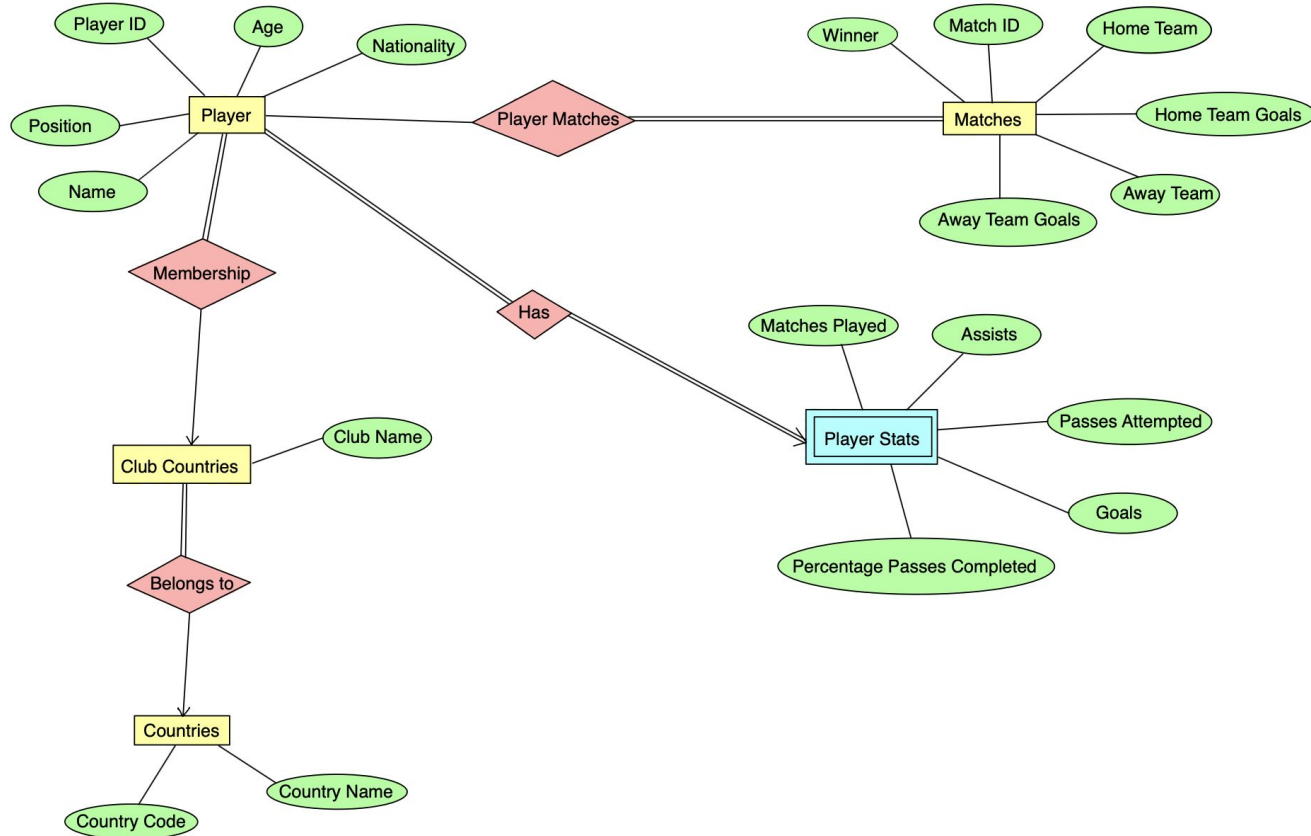 Player ID
Age
Nationality
Position
Player
Name
Player Matches
Winner
Match ID
Home Team
Matches
Home Team Goals
Away Team
Away Team Goals
Membership
Has
Matches Played
Assists
Player Stats
Passes Attempted
Goals
Percentage Passes Completed
Club Name
Club Countries
Belongs to
Countries
Country Name
Country Code